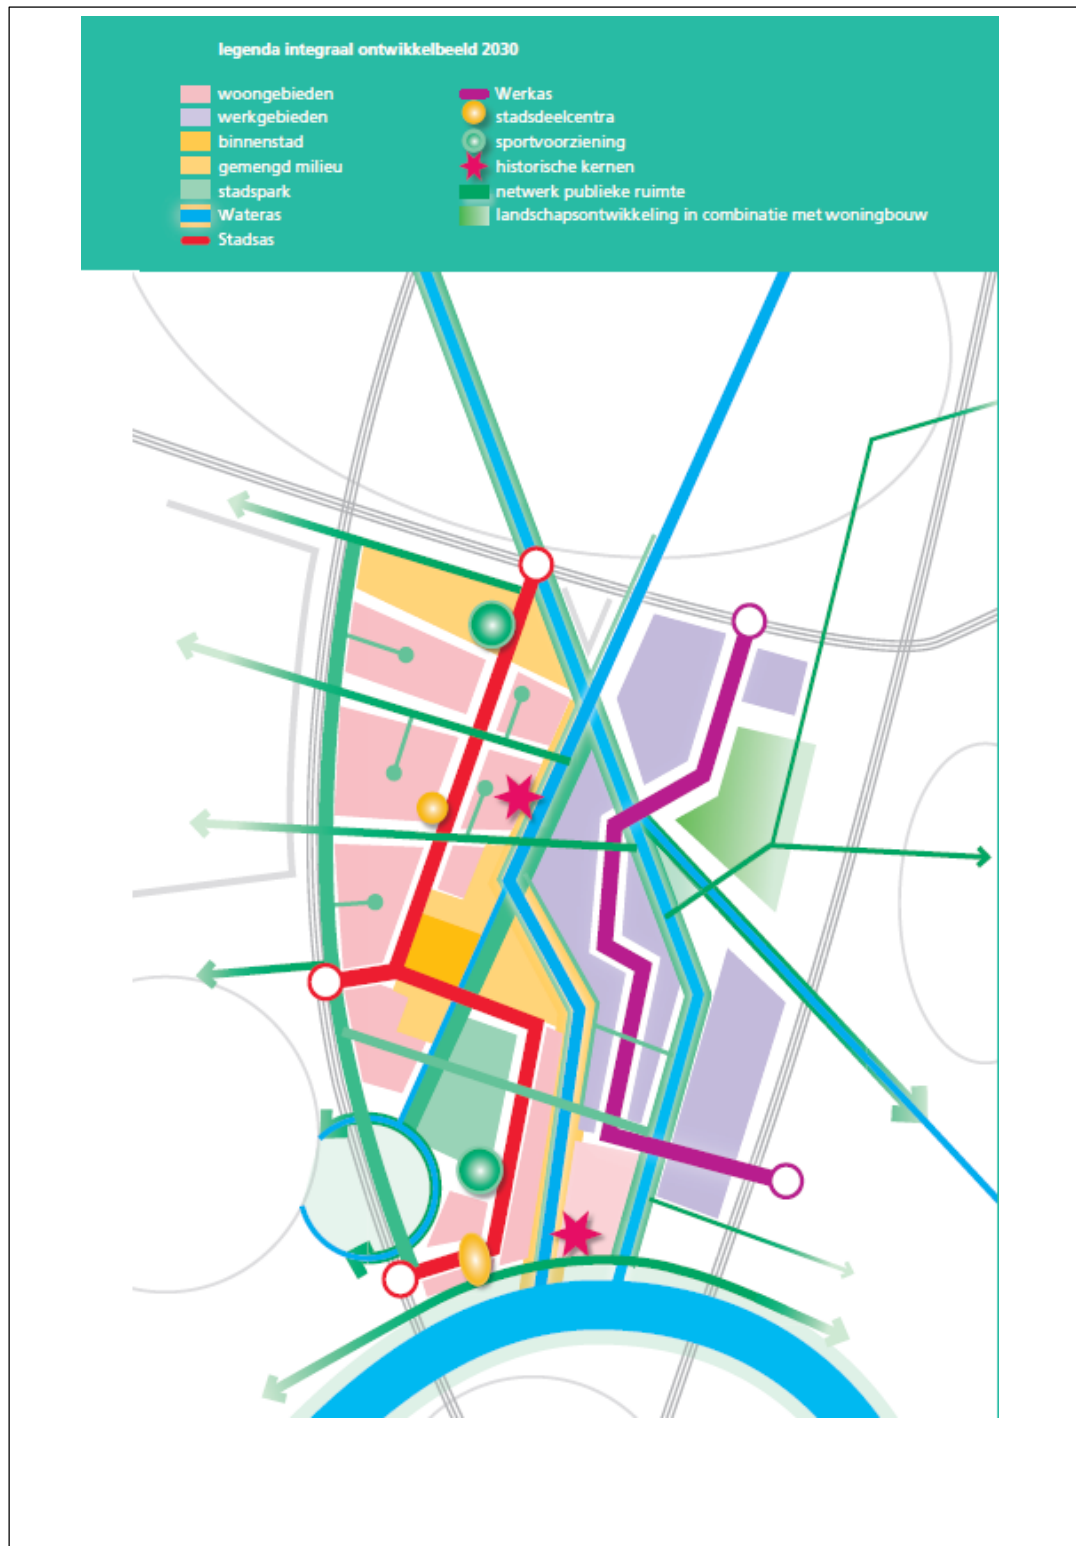 legenda integraal ontwikkelbeeld 2030
woongebieden
werkgebieden
binnenstad
gemengd milieu
stadspark
Wateras
Stadsas
Werkas
stadsdeelcentra
sportvoorziening
historische kernen
netwerk publieke ruimte
landschapsontwikkeling in combinatie met woningbouw